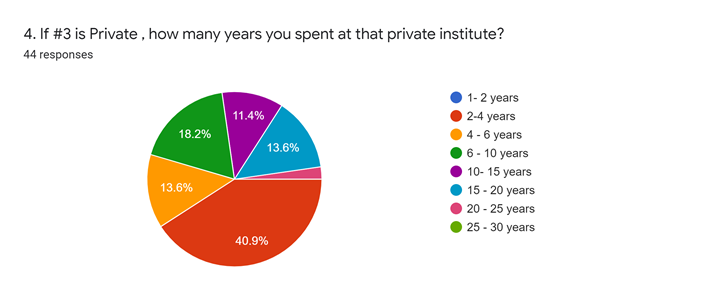 4. If #3 is Private , how many years you spent at that private institute?
44 responses
11.4%
18.2%
13.6%
13.6%
40.9%
1- 2 years
2-4 years
4 - 6 years
6 - 10 years
10- 15 years
15 - 20 years
20 - 25 years
25 - 30 years